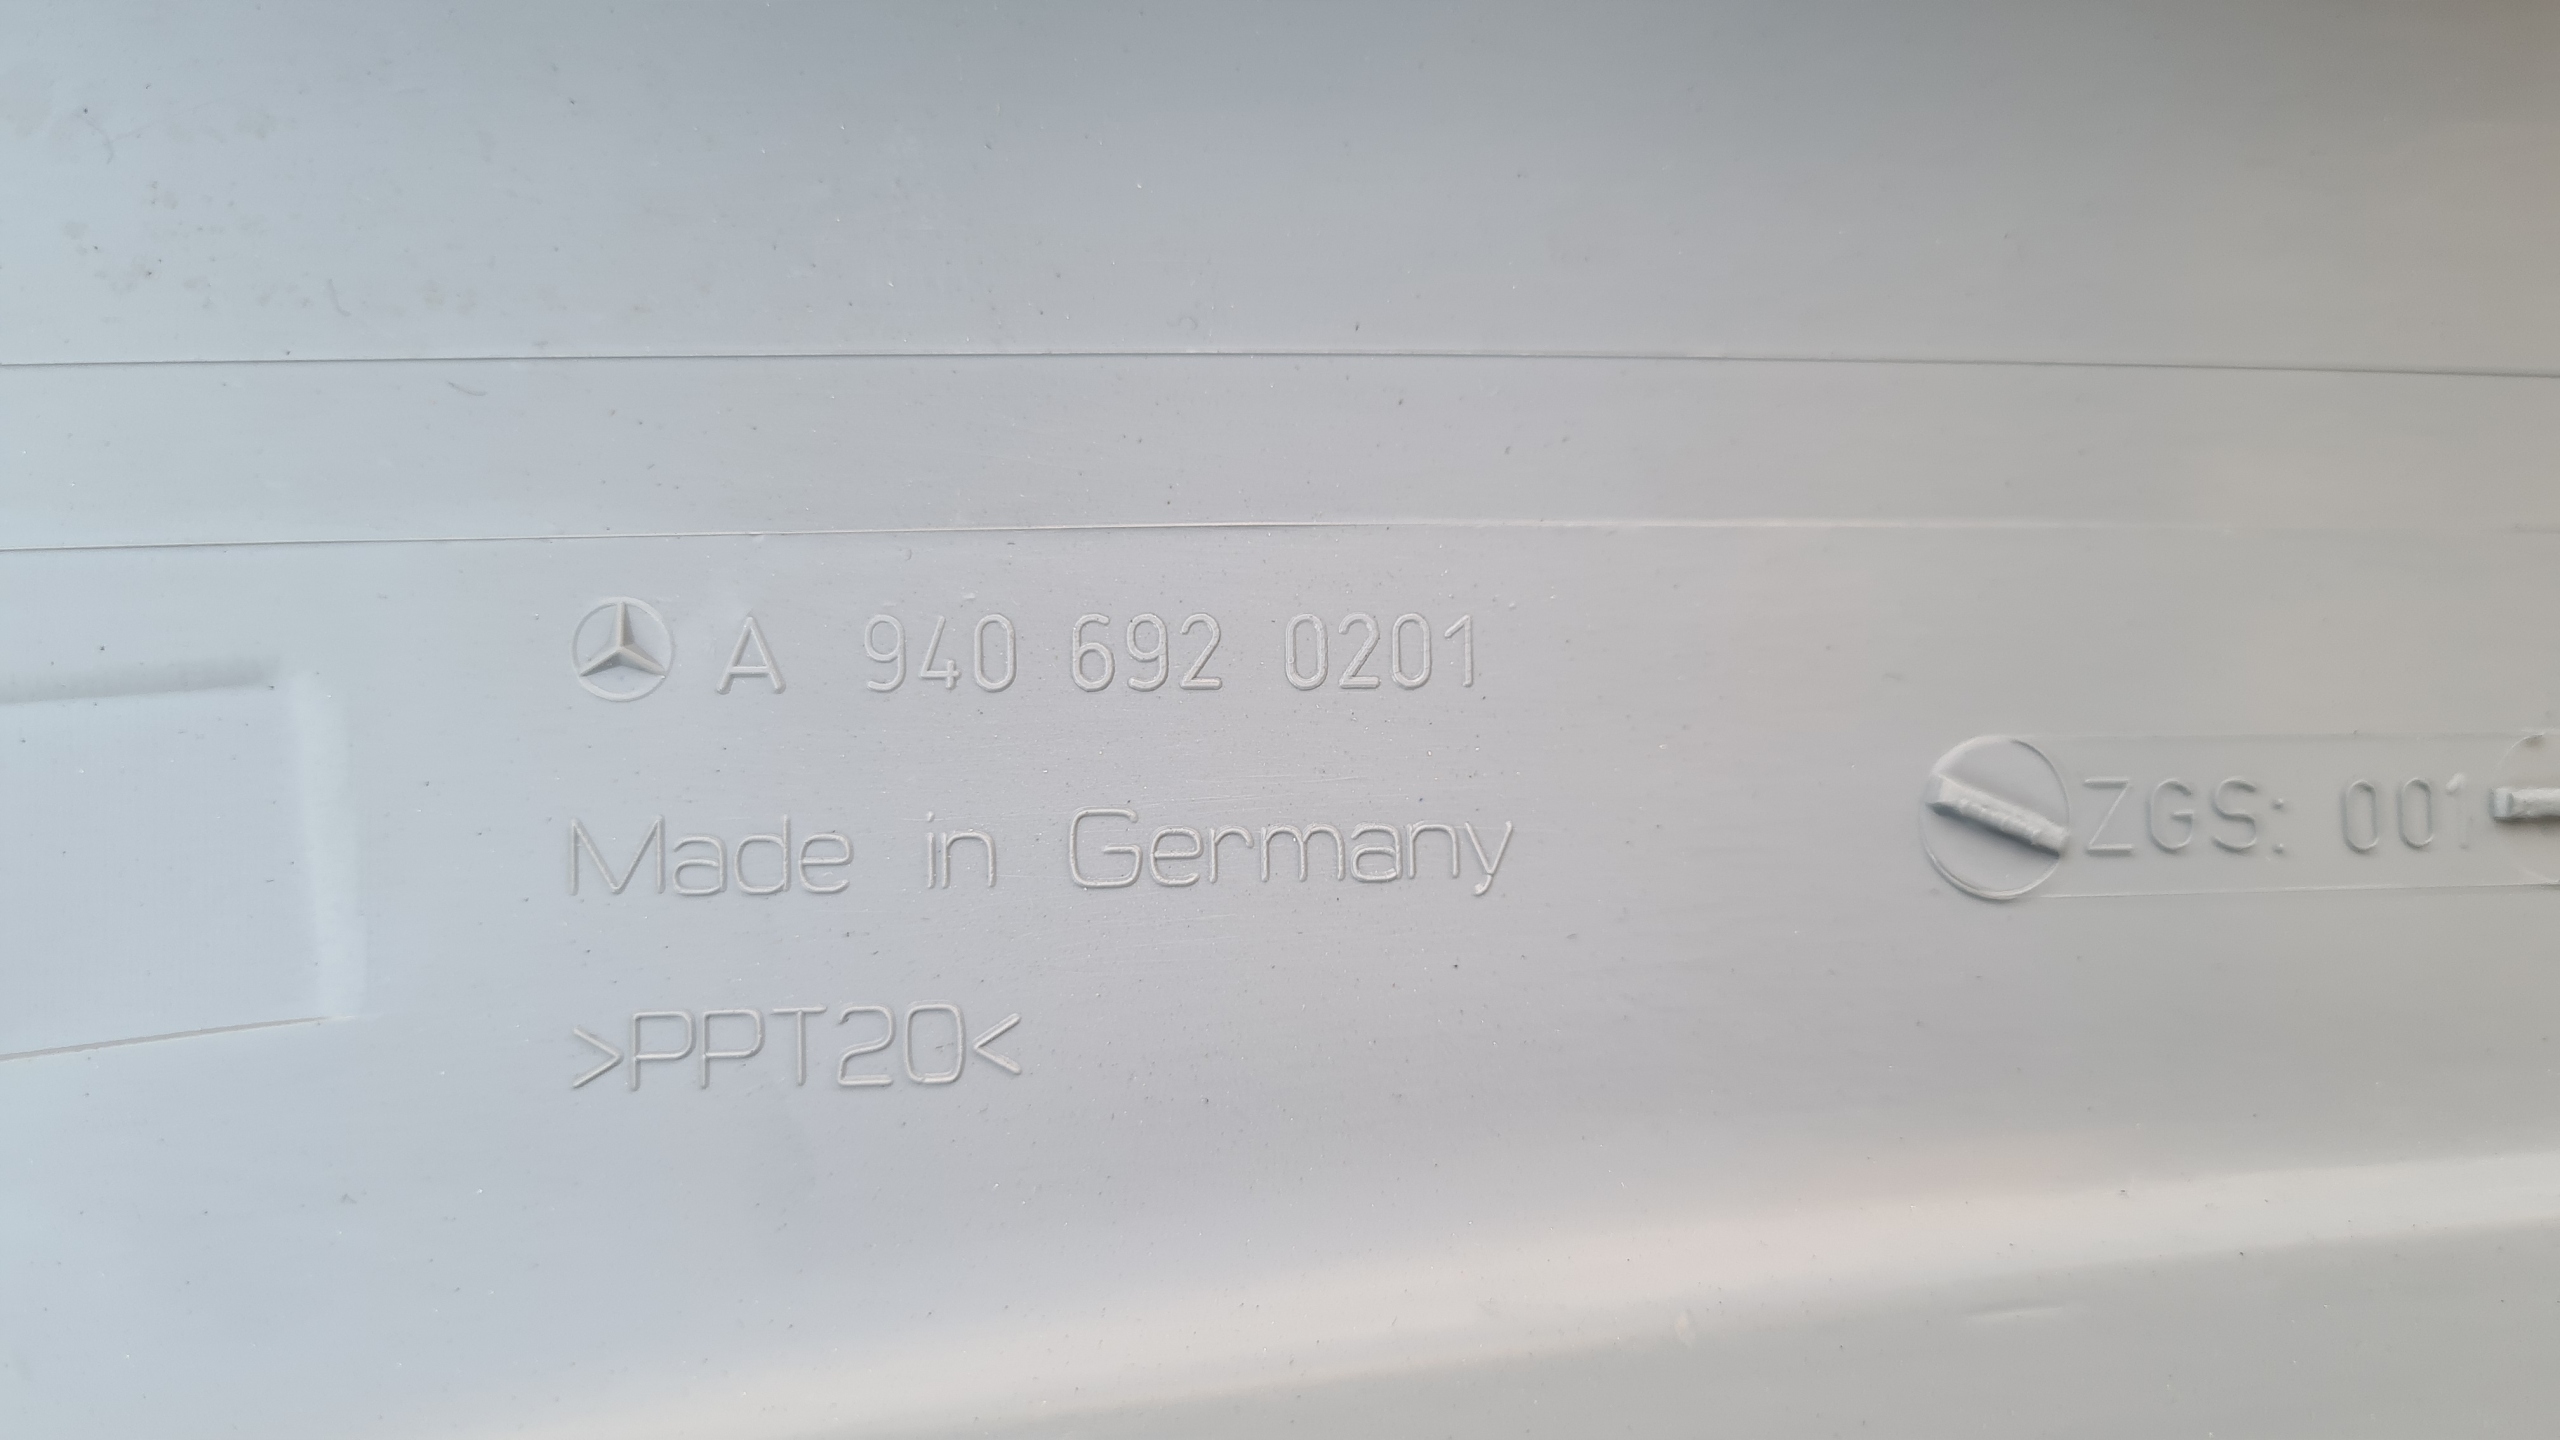 A 940 692 0201
Made in Germany
>PPT20<
ZGS: 001